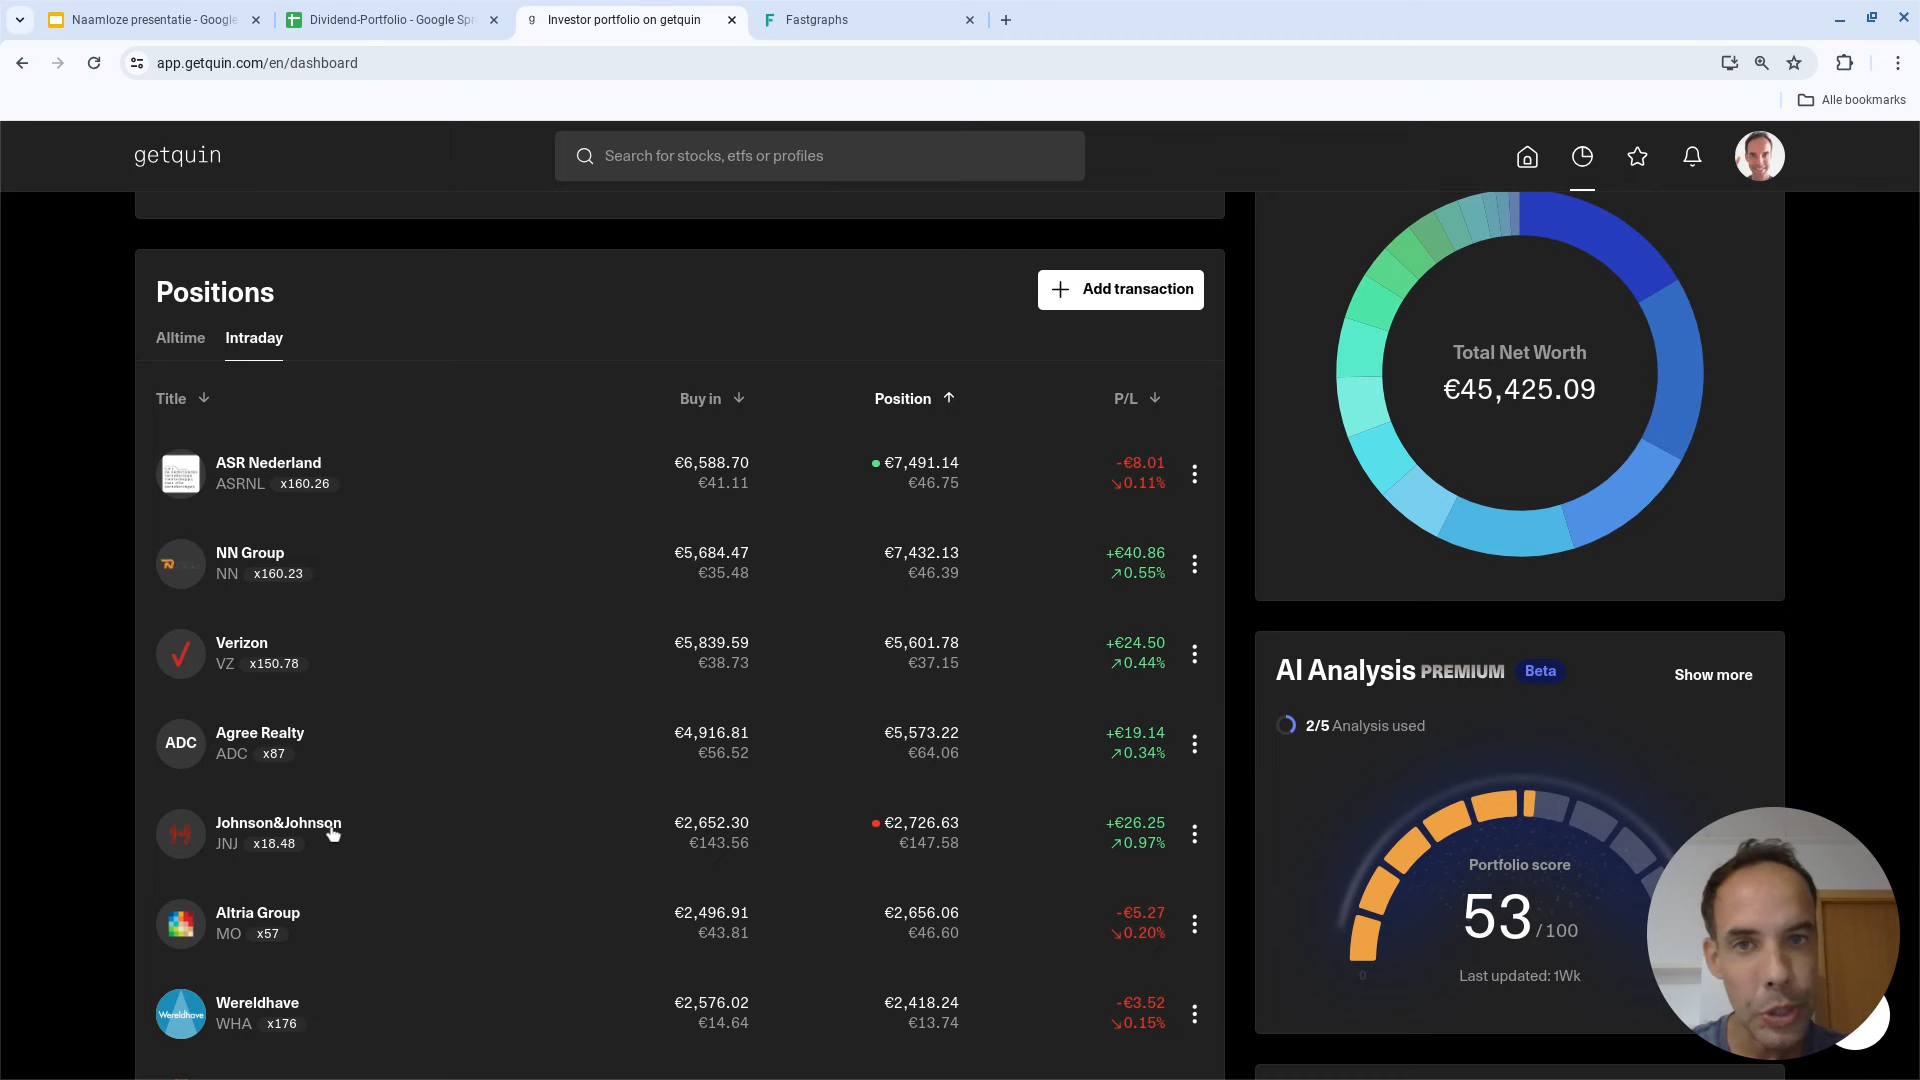 Naamloze presentatie - Google
Dividend-Portfolio - Google Spr
g Investor portfolio on getquin
Fastgraphs
app.getquin.com/en/dashboard
Alle bookmarks
getquin
Search for stocks, etfs or profiles
Positions
Add transaction
Alltime Intraday
Title Buy in Position P/L
ASR Nederland €6,588.70 €7,491.14 -€8.01
ASRNL x160.26 €41.11 €46.75 ↘0.11%
NN Group €5,684.47 €7,432.13 +€40.86
NN x160.23 €35.48 €46.39 ↗0.55%
Verizon €5,839.59 €5,601.78 +€24.50
VZ x150.78 €38.73 €37.15 ↗0.44%
ADC
Agree Realty €4,916.81 €5,573.22 +€19.14
ADC x87 €56.52 €64.06 ↗0.34%
Johnson&Johnson €2,652.30 €2,726.63 +€26.25
JNJ x18.48 €143.56 €147.58 ↗0.97%
Altria Group €2,496.91 €2,656.06 -€5.27
MO x57 €43.81 €46.60 ↘0.20%
Wereldhave
Wereldhave €2,576.02 €2,418.24 -€3.52
WHA x176 €14.64 €13.74 ↘0.15%
Total Net Worth
€45,425.09
AI Analysis PREMIUM Beta Show more
2/5 Analysis used
Portfolio score
53/100
0
Last updated: 1Wk